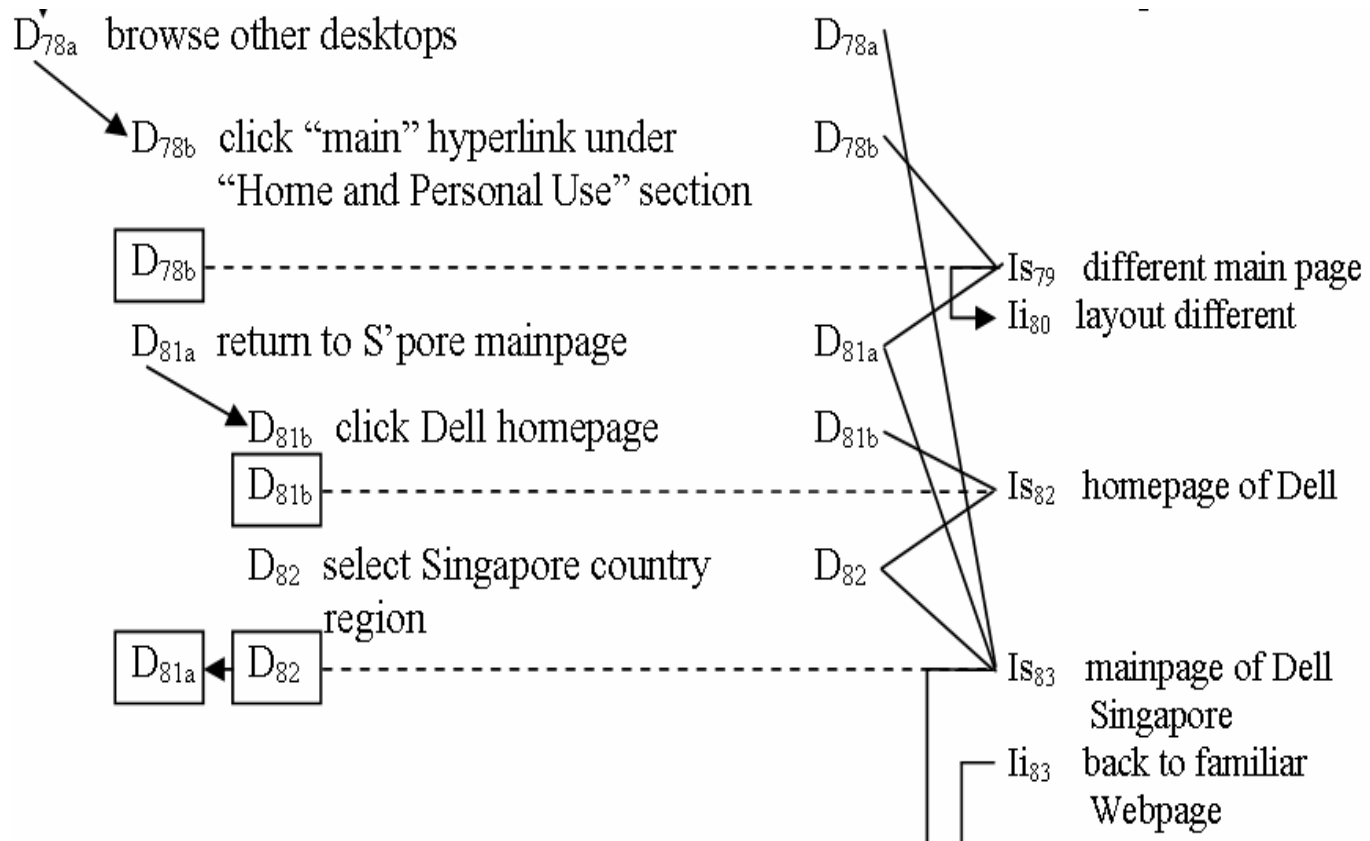 D78a browse other desktops D78a
D78b click “main” hyperlink under D78b
“Home and Personal Use” section
D78b Is79 different main page
Ii80 layout different
D81a return to S’pore mainpage D81a
D81b click Dell homepage D81b
D81b Is82 homepage of Dell
D82 select Singapore country D82
region
D81a D82 Is83 mainpage of Dell
Singapore
Ii83 back to familiar
Webpage